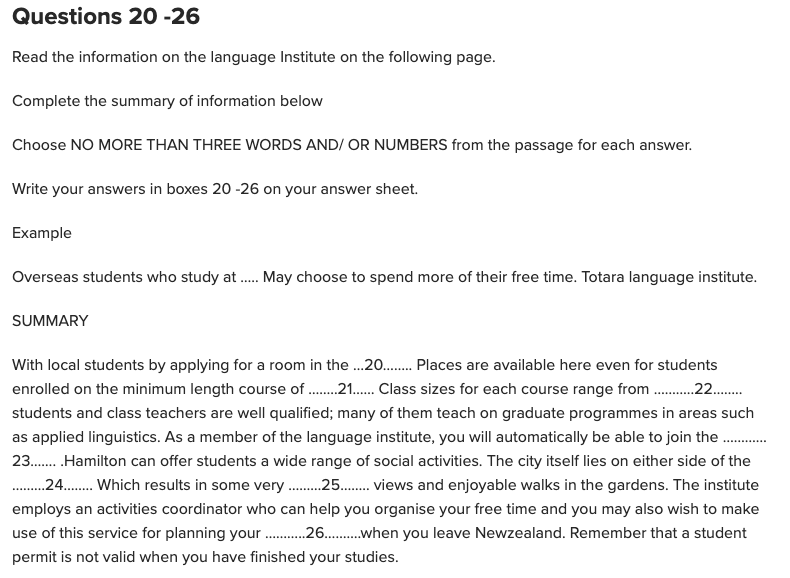 Questions 20 -26
Read the information on the language Institute on the following page.
Complete the summary of information below
Choose NO MORE THAN THREE WORDS AND/ OR NUMBERS from the passage for each answer.
Write your answers in boxes 20 -26 on your answer sheet.
Example
Overseas students who study at ..... May choose to spend more of their free time. Totara language institute.
SUMMARY
With local students by applying for a room in the ...20........ Places are available here even for students
enrolled on the minimum length course of ........21...... Class sizes for each course range from ...........22........
students and class teachers are well qualified; many of them teach on graduate programmes in areas such
as applied linguistics. As a member of the language institute, you will automatically be able to join the ............
23....... .Hamilton can offer students a wide range of social activities. The city itself lies on either side of the
.........24........ Which results in some very .........25........ views and enjoyable walks in the gardens. The institute
employs an activities coordinator who can help you organise your free time and you may also wish to make
use of this service for planning your ...........26..........when you leave Newzealand. Remember that a student
permit is not valid when you have finished your studies.